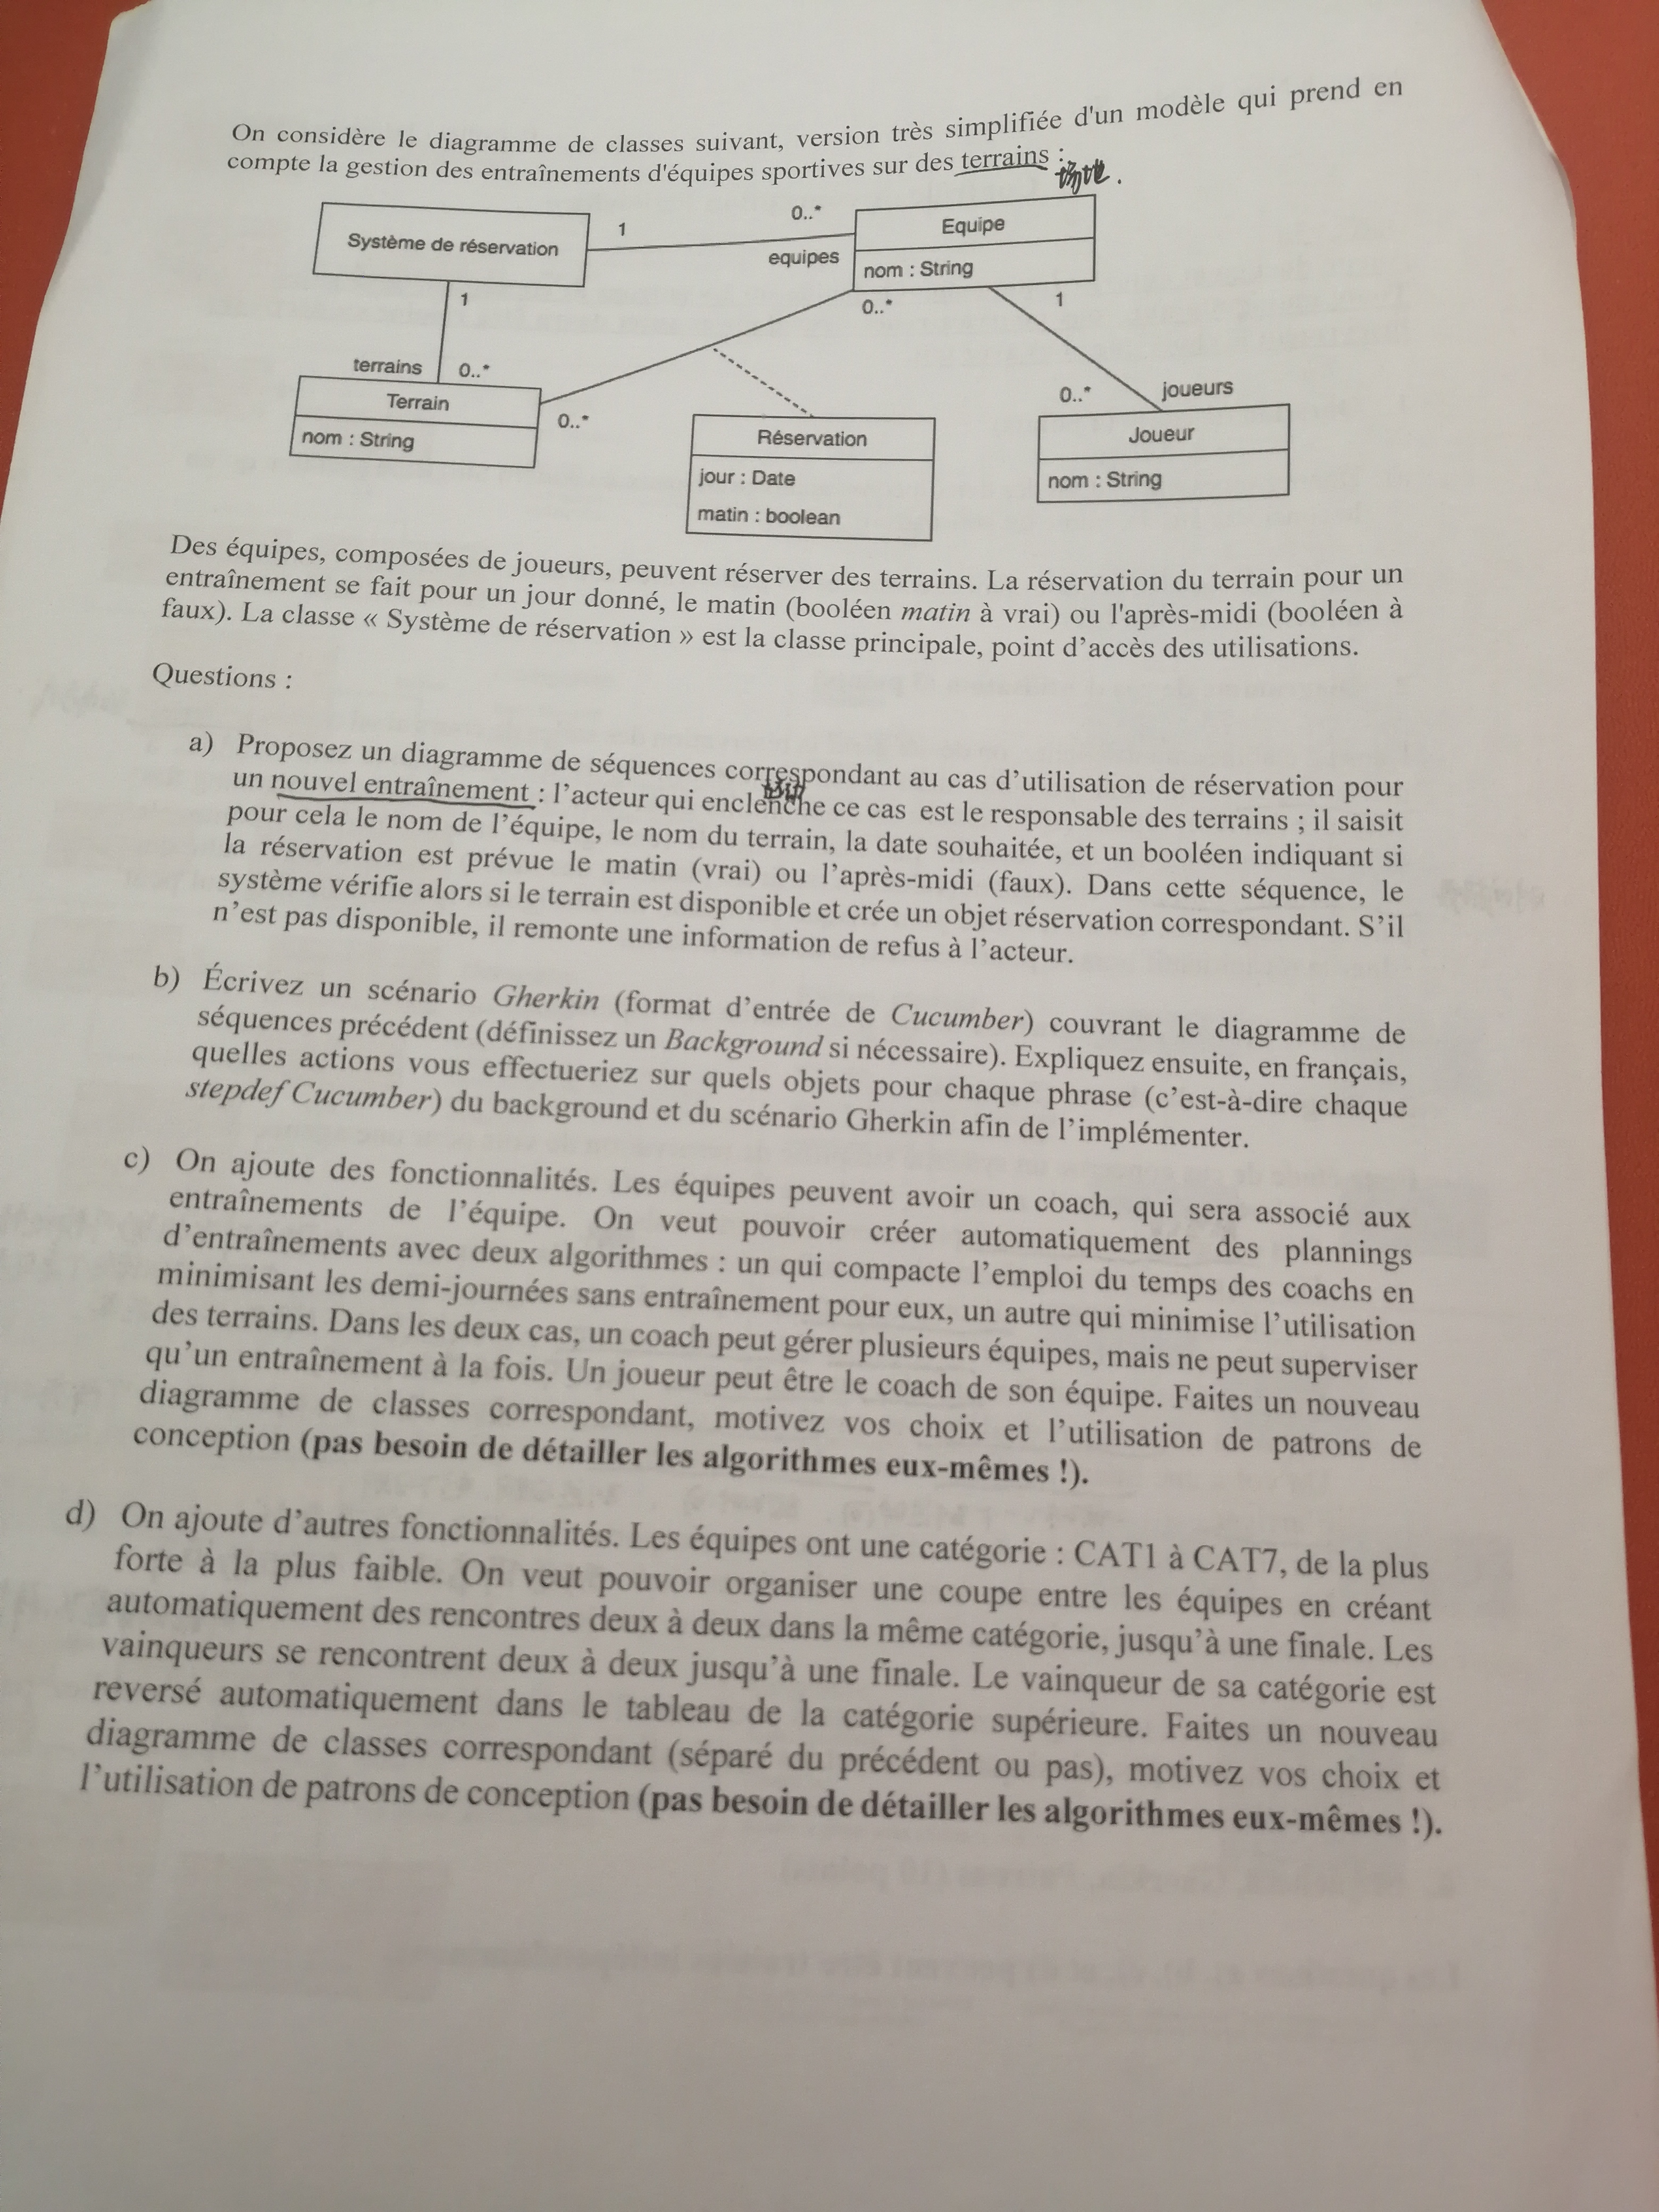 On considère le diagramme de classes suivant, version très simplifiée d'un modèle qui prend en
compte la gestion des entraînements d'équipes sportives sur des terrains :
Système de réservation
1
0..*
equipes
Equipe
nom : String
1
terrains
0..*
0..*
1
Terrain
nom : String
0..*
Réservation
jour : Date
matin : boolean
0..*
joueurs
Joueur
nom : String
Des équipes, composées de joueurs, peuvent réserver des terrains. La réservation du terrain pour un
entraînement se fait pour un jour donné, le matin (booléen matin à vrai) ou l'après-midi (booléen à
faux). La classe « Système de réservation » est la classe principale, point d'accès des utilisations.
Questions :
a) Proposez un diagramme de séquences correspondant au cas d'utilisation de réservation pour
un nouvel entraînement : l'acteur qui enclenche ce cas est le responsable des terrains ; il saisit
pour cela le nom de l'équipe, le nom du terrain, la date souhaitée, et un booléen indiquant si
la réservation est prévue le matin (vrai) ou l'après-midi (faux). Dans cette séquence, le
système vérifie alors si le terrain est disponible et crée un objet réservation correspondant. S'il
n'est pas disponible, il remonte une information de refus à l'acteur.
b) Écrivez un scénario Gherkin (format d'entrée de Cucumber) couvrant le diagramme de
séquences précédent (définissez un Background si nécessaire). Expliquez ensuite, en français,
quelles actions vous effectueriez sur quels objets pour chaque phrase (c'est-à-dire chaque
stepdef Cucumber) du background et du scénario Gherkin afin de l'implémenter.
c) On ajoute des fonctionnalités. Les équipes peuvent avoir un coach, qui sera associé aux
entraînements de l'équipe. On veut pouvoir créer automatiquement des plannings
d'entraînements avec deux algorithmes : un qui compacte l'emploi du temps des coachs en
minimisant les demi-journées sans entraînement pour eux, un autre qui minimise l'utilisation
des terrains. Dans les deux cas, un coach peut gérer plusieurs équipes, mais ne peut superviser
qu'un entraînement à la fois. Un joueur peut être le coach de son équipe. Faites un nouveau
diagramme de classes correspondant, motivez vos choix et l'utilisation de patrons de
conception (pas besoin de détailler les algorithmes eux-mêmes !).
d) On ajoute d'autres fonctionnalités. Les équipes ont une catégorie : CAT1 à CAT7, de la plus
forte à la plus faible. On veut pouvoir organiser une coupe entre les équipes en créant
automatiquement des rencontres deux à deux dans la même catégorie, jusqu'à une finale. Les
vainqueurs se rencontrent deux à deux jusqu'à une finale. Le vainqueur de sa catégorie est
reversé automatiquement dans le tableau de la catégorie supérieure. Faites un nouveau
diagramme de classes correspondant (séparé du précédent ou pas), motivez vos choix et
l'utilisation de patrons de conception (pas besoin de détailler les algorithmes eux-mêmes !).